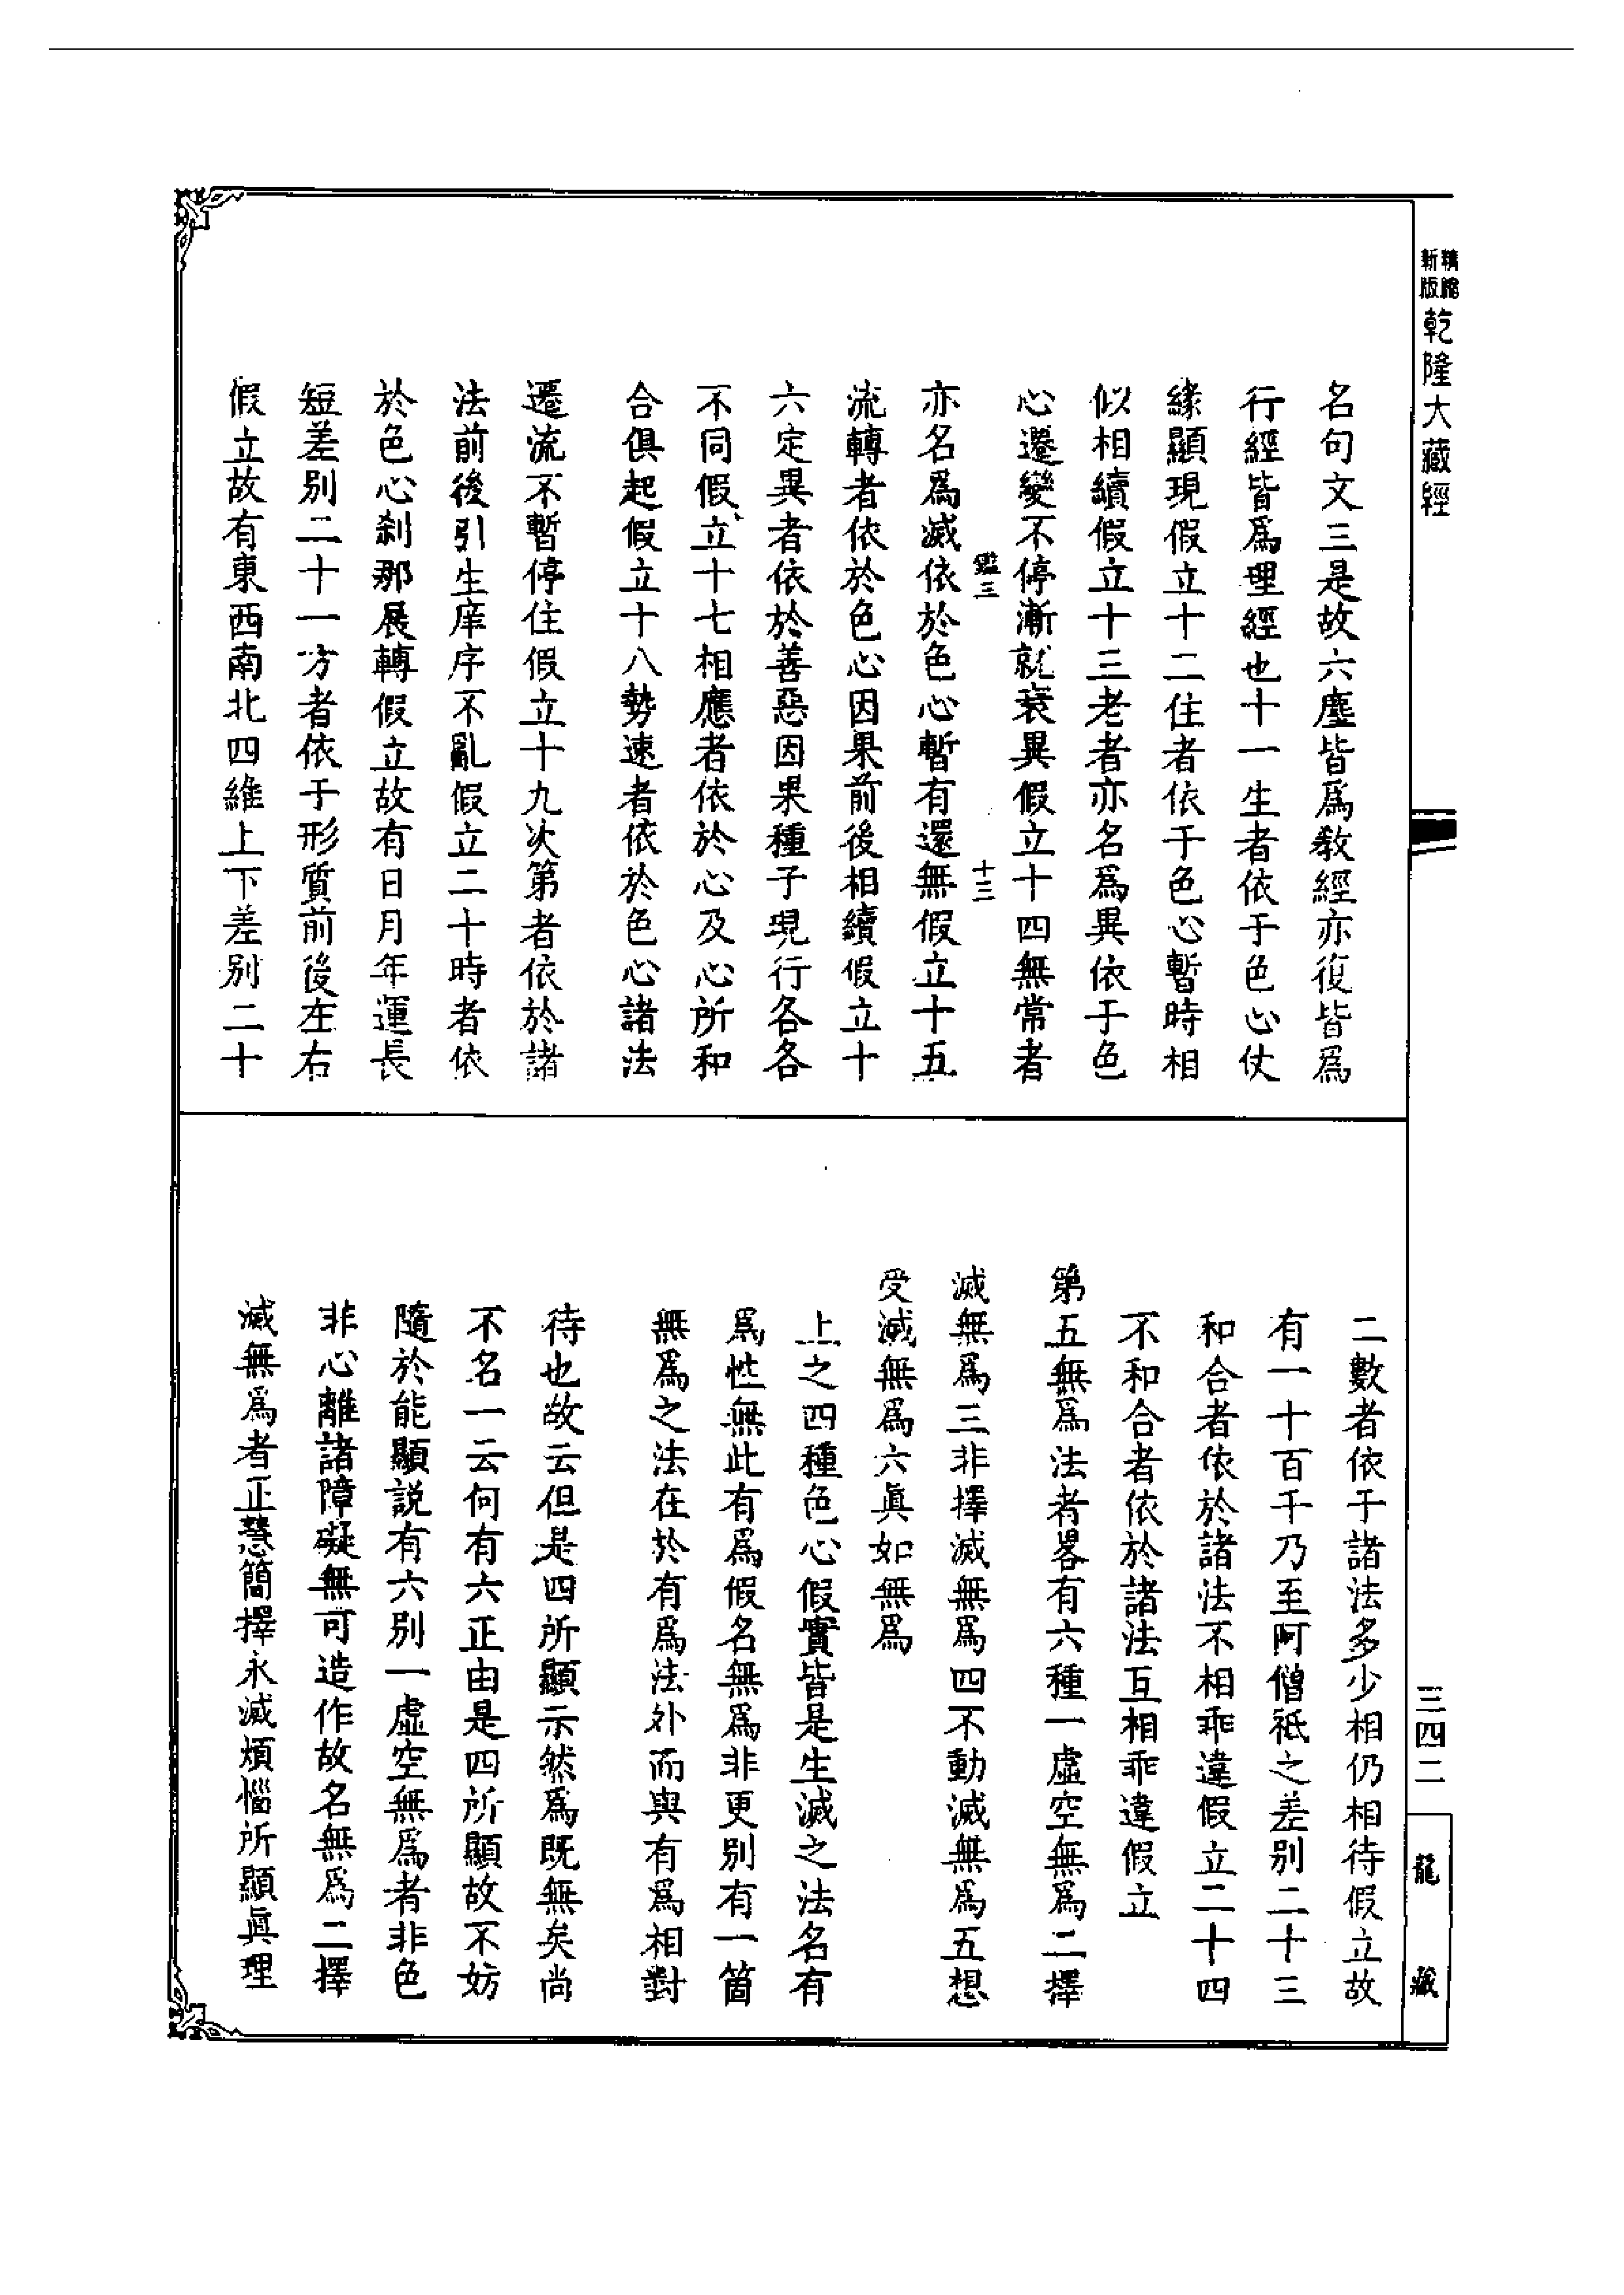 精縮
新版
乾隆大藏經
名句文三是故六塵皆爲教經亦復皆爲
行經皆爲理經也十一生者依于色心仗
緣顯現假立十二住者依于色心暫時相
似相續假立十三老者亦名爲異依于色
心遷變不停漸就衰異假立十四無常者
鑑三
十三
亦名爲滅依於色心暫有還無假立十五
流轉者依於色心因果前後相續假立十
六定異者依於善惡因果種子現行各各
不同假立十七相應者依於心及心所和
合俱起假立十八勢速者依於色心諸法
遷流不暫停住假立十九次第者依於諸
法前後引生庠序不亂假立二十時者依
於色心刹那展轉假立故有日月年運長
短差别二十一方者依于形質前後左右
假立故有東西南北四維上下差别二十
二數者依于諸法多少相仍相待假立故
有一十百千乃至阿僧祇之差别二十三
和合者依於諸法不相乖違假立二十四
不和合者依於諸法互相乖違假立
第五無爲法者畧有六種一虛空無爲二擇
滅無爲三非擇滅無爲四不動滅無爲五想
受滅無爲六眞如無爲
上之四種色心假實皆是生滅之法名有
爲性無此有爲假名無爲非更别有一箇
無爲之法在於有爲法外而與有爲相對
待也故云但是四所顯示然爲既無矣尚
不名一云何有六正由是四所顯故不妨
隨於能顯説有六别一虛空無爲者非色
非心離諸障礙無可造作故名無爲二擇
滅無爲者正慧簡擇永滅煩惱所顯眞理
三四二
龍藏